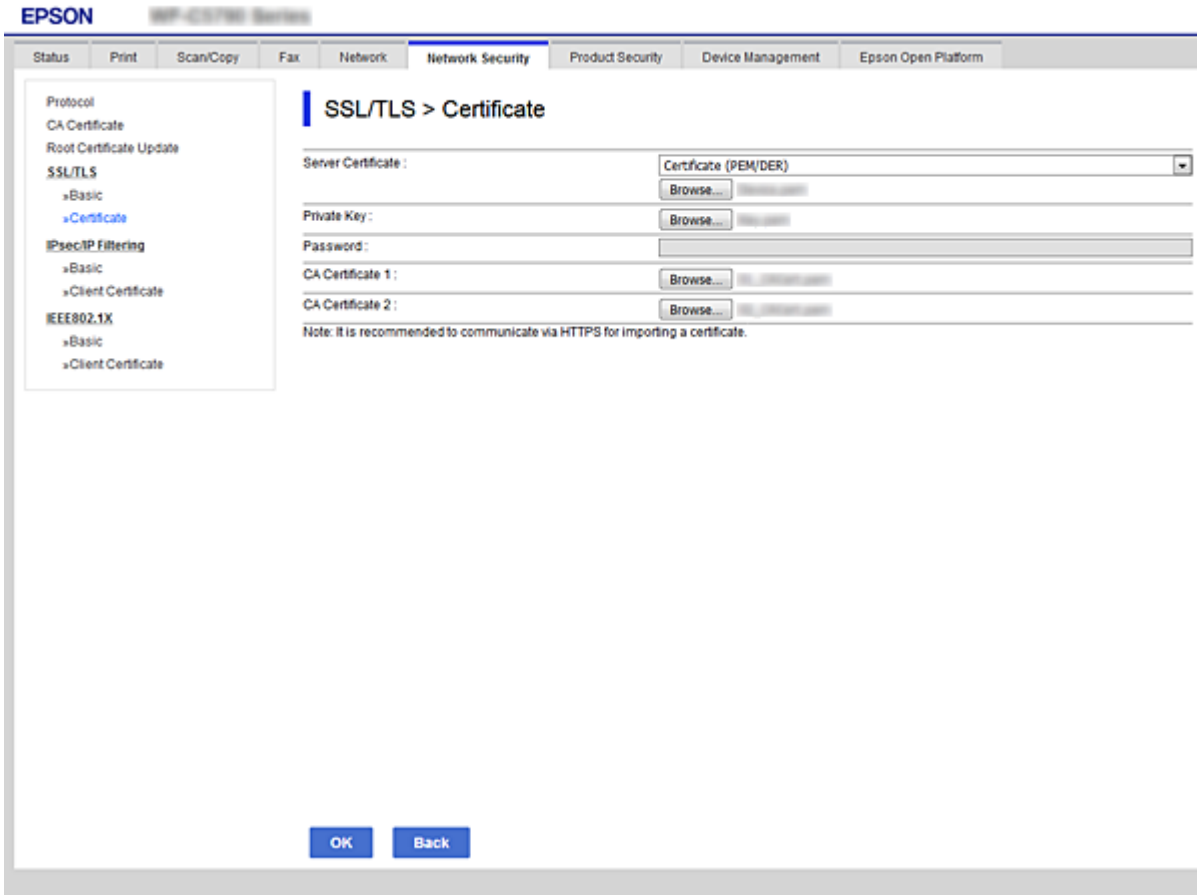 EPSON
Status Print Scan/Copy Fax Network Network Security Product Security Device Management Epson Open Platform
Protocol
CA Certificate
Root Certificate Update
SSL/TLS
»Basic
»Certificate
IPsec/IP Filtering
»Basic
»Client Certificate
IEEE802.1X
»Basic
»Client Certificate
SSL/TLS > Certificate
Server Certificate : Certificate (PEM/DER)
Browse...
Private Key : Browse...
Password :
CA Certificate 1 : Browse...
CA Certificate 2 : Browse...
Note: It is recommended to communicate via HTTPS for importing a certificate.
OK Back